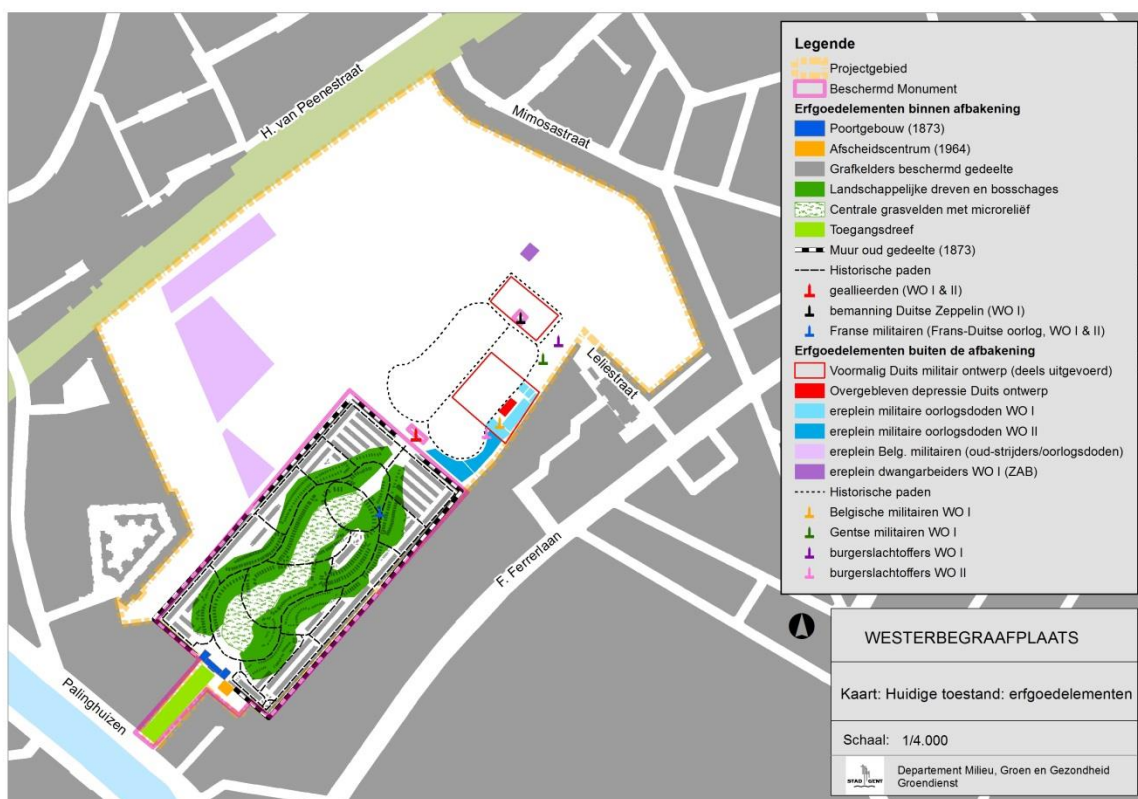 H. van Peenestraat
Mimosastraat
Leliestraat
F. Ferrerlaan
Palinghuizen
Legende
Projectgebied
Beschermd Monument
Erfgoedelementen binnen afbakening
Poortgebouw (1873)
Afscheidscentrum (1964)
Grafkelders beschermd gedeelte
Landschappelijke dreven en bosschages
Centrale grasvelden met microreliëf
Toegangsdreef
Muur oud gedeelte (1873)
Historische paden
geallieerden (WO I & II)
bemanning Duitse Zeppelin (WO I)
Franse militairen (Frans-Duitse oorlog, WO I & II)
Erfgoedelementen buiten de afbakening
Voormalig Duits militair ontwerp (deels uitgevoerd)
Overgebleven depressie Duits ontwerp
ereplein militaire oorlogsdoden WO I
ereplein militaire oorlogsdoden WO II
ereplein Belg. militairen (oud-strijders/oorlogsdoden)
ereplein dwangarbeiders WO I (ZAB)
Historische paden
Belgische militairen WO I
Gentse militairen WO I
burgerslachtoffers WO I
burgerslachtoffers WO II
WESTERBEGRAAFPLAATS
Kaart: Huidige toestand: erfgoedelementen
Schaal: 1/4.000
STAD GENT
Departement Milieu, Groen en Gezondheid
Groendienst